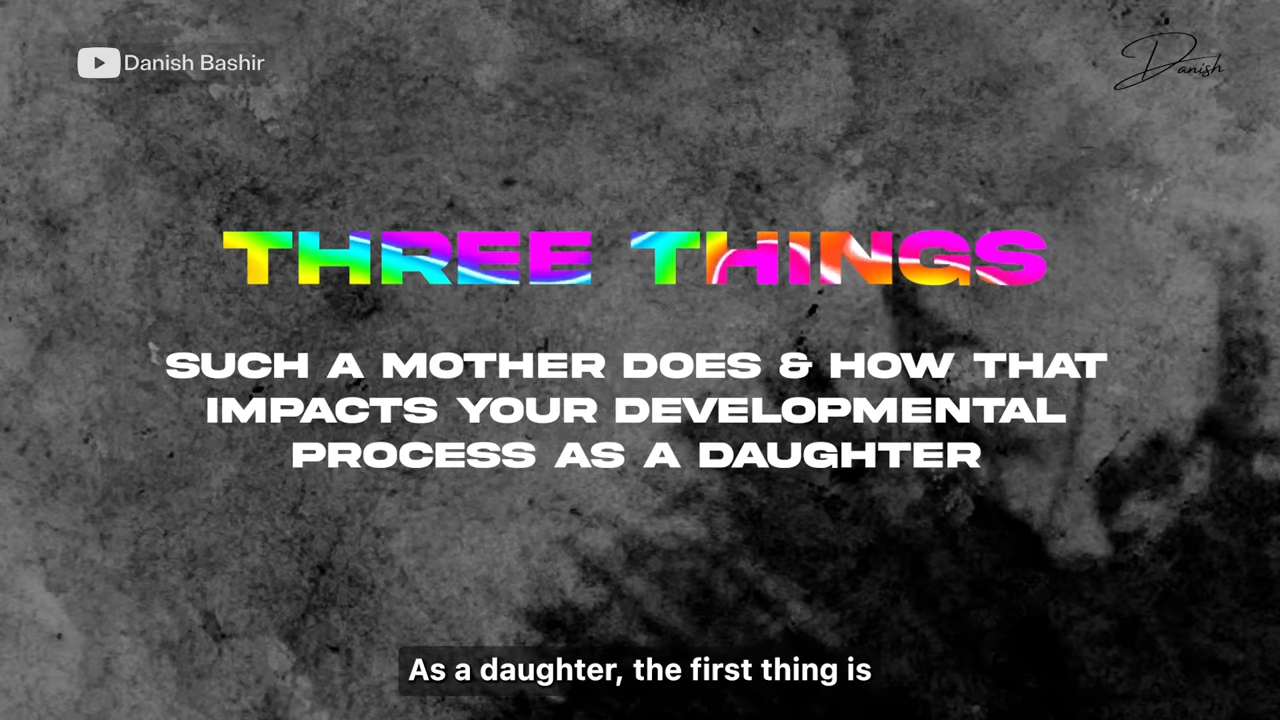 Danish Bashir
Danish
THREE THINGS
SUCH A MOTHER DOES & HOW THAT
IMPACTS YOUR DEVELOPMENTAL
PROCESS AS A DAUGHTER
As a daughter, the first thing is